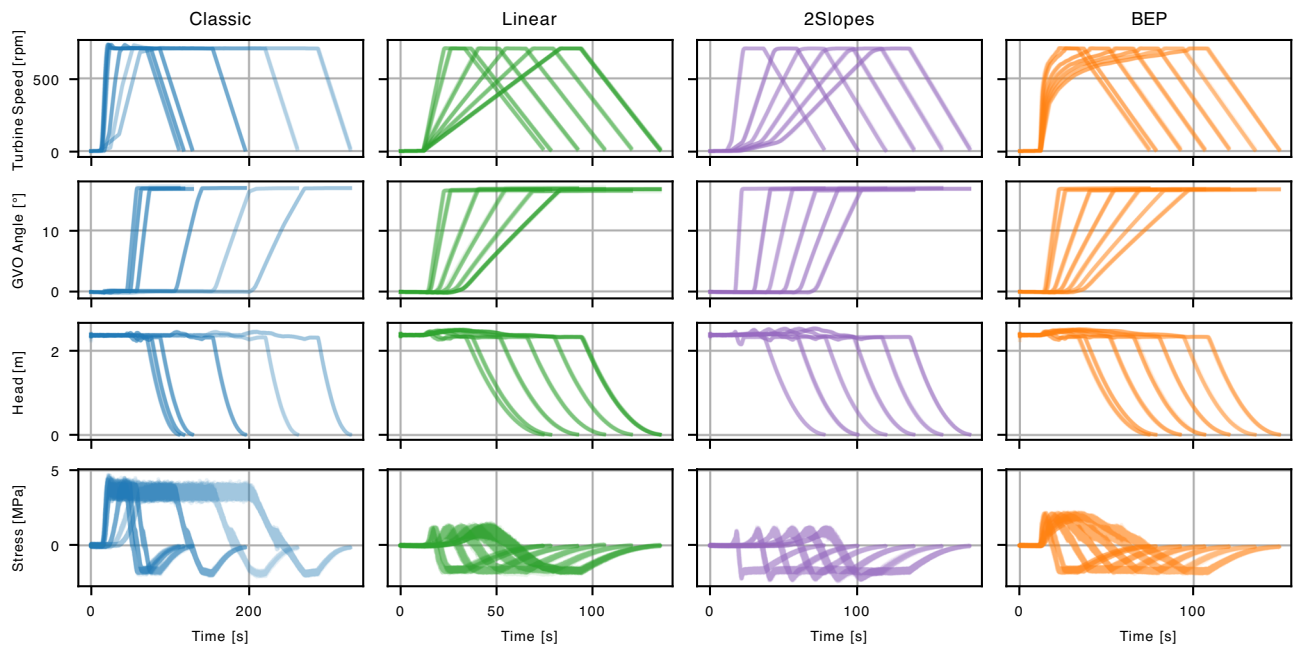 Classic Linear 2Slopes BEP
Turbine Speed [rpm]
500
0
GVO Angle [°]
10
0
Head [m]
2
0
Stress [MPa]
5
0
0 200 0 50 100 0 100 0 100
Time [s] Time [s] Time [s] Time [s]